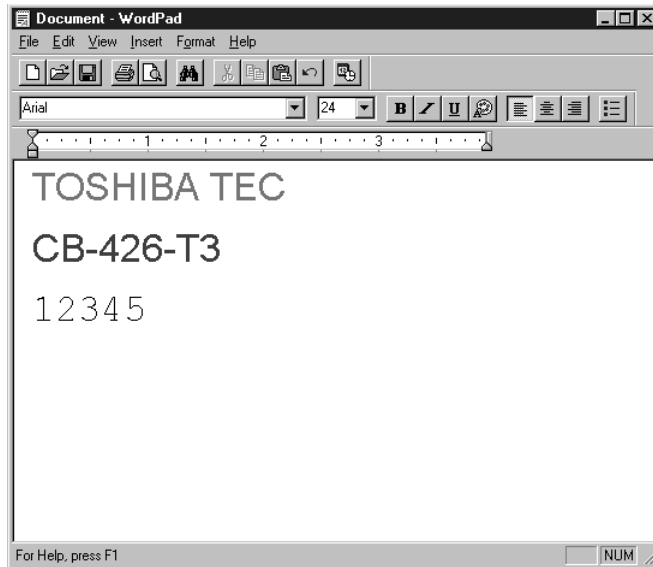 Document - WordPad
File Edit View Insert Format Help
Arial 24 B I U
1 2 3
TOSHIBA TEC
CB-426-T3
12345
For Help, press F1 NUM